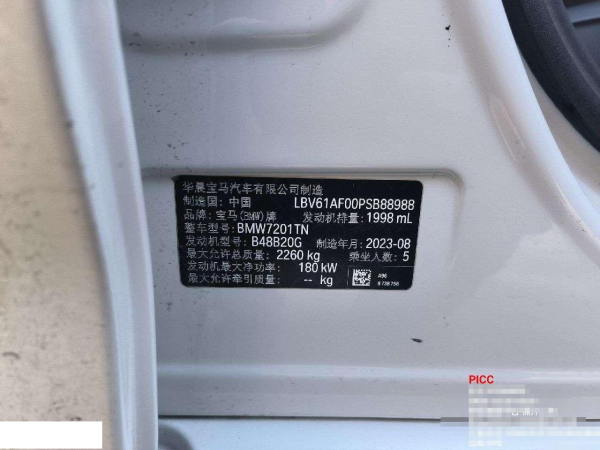 华晨宝马汽车有限公司制造
制造国: 中国 LBV61AF00PSB88988
品牌: 宝马(BMW)牌 发动机排量: 1998 mL
整车型号: BMW7201TN
发动机型号: B48B20G 制造年月: 2023-08
最大允许总质量: 2260 kg 乘坐人数: 5
发动机最大净功率: 180 kW
最大允许牵引质量: -- kg
A96
8 738 756
PICC